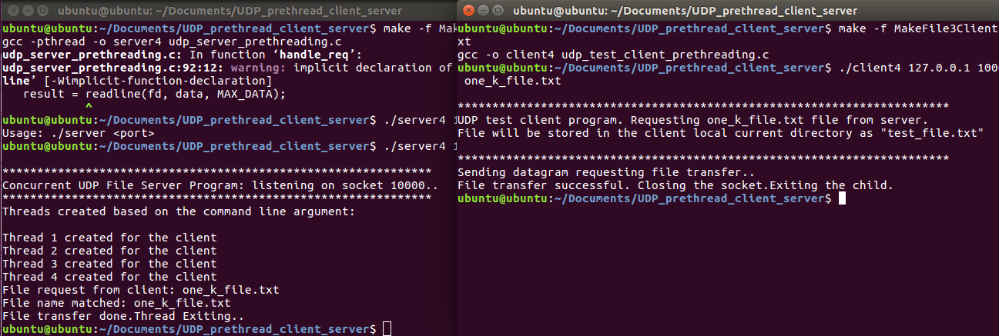 ubuntu@ubuntu: ~/Documents/UDP_prethread_client_server
ubuntu@ubuntu:~/Documents/UDP_prethread_client_server$ make -f Mak
gcc -pthread -o server4 udp_server_prethreading.c
udp_server_prethreading.c: In function ‘handle_req’:
udp_server_prethreading.c:92:12: warning: implicit declaration of
line’ [-Wimplicit-function-declaration]
result = readline(fd, data, MAX_DATA);
^
ubuntu@ubuntu:~/Documents/UDP_prethread_client_server$ ./server4 1
Usage: ./server <port>
ubuntu@ubuntu:~/Documents/UDP_prethread_client_server$ ./server4 1
**************************************************************
Concurrent UDP File Server Program: listening on socket 10000..
**************************************************************
Threads created based on the command line argument:
Thread 1 created for the client
Thread 2 created for the client
Thread 3 created for the client
Thread 4 created for the client
File request from client: one_k_file.txt
File name matched: one_k_file.txt
File transfer done.Thread Exiting..
ubuntu@ubuntu:~/Documents/UDP_prethread_client_server$
ubuntu@ubuntu: ~/Documents/UDP_prethread_client_server
ubuntu@ubuntu:~/Documents/UDP_prethread_client_server$ make -f MakeFile3Client
xt
gcc -o client4 udp_test_client_prethreading.c
ubuntu@ubuntu:~/Documents/UDP_prethread_client_server$ ./client4 127.0.0.1 100
one_k_file.txt
***********************************************************************
UDP test client program. Requesting one_k_file.txt file from server.
File will be stored in the client local current directory as "test_file.txt"
***********************************************************************
Sending datagram requesting file transfer..
File transfer successful. Closing the socket.Exiting the child.
ubuntu@ubuntu:~/Documents/UDP_prethread_client_server$